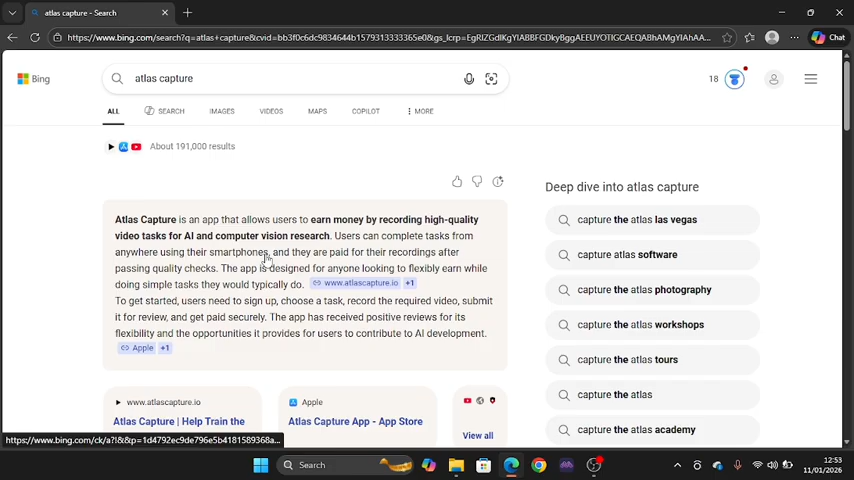 atlas capture - Search
https://www.bing.com/search?q=atlas+capture&cvid=bb3f0c6dc9834644b1579313333365e0&gs_lcrp=EgRlZGdlKgYIABBFGDkyBggAEEUYOTIGCAEQABhAMgYIAhAA...
Chat
Bing
atlas capture
18
ALL
SEARCH
IMAGES
VIDEOS
MAPS
COPILOT
MORE
About 191,000 results
Atlas Capture is an app that allows users to earn money by recording high-quality
video tasks for AI and computer vision research. Users can complete tasks from
anywhere using their smartphones, and they are paid for their recordings after
passing quality checks. The app is designed for anyone looking to flexibly earn while
doing simple tasks they would typically do. www.atlascapture.io +1
To get started, users need to sign up, choose a task, record the required video, submit
it for review, and get paid securely. The app has received positive reviews for its
flexibility and the opportunities it provides for users to contribute to AI development.
Apple +1
www.atlascapture.io
Atlas Capture | Help Train the
Apple
Atlas Capture App - App Store
View all
Deep dive into atlas capture
capture the atlas las vegas
capture atlas software
capture the atlas photography
capture the atlas workshops
capture the atlas tours
capture the atlas
capture the atlas academy
https://www.bing.com/ck/a?!&&p=1d4792ec9de796e5b4181589368a...
Search
12:53
11/01/2026